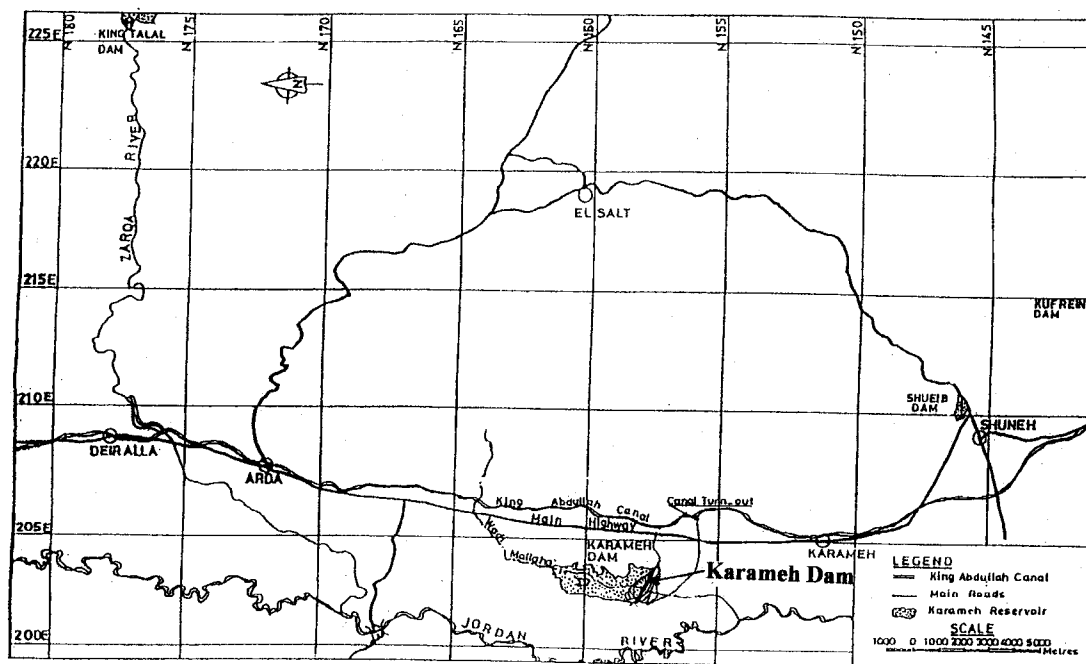 N 180
N 175
N 170
N 165
N 160
N 155
N 150
N 145
225E
220E
215E
210E
205E
200E
KING TALAL
DAM
N
ZARQA RIVER
EL SALT
KUFREIN
DAM
SHUEIB
DAM
SHUNEH
DEIR ALLA
ARDA
King Abdullah Canal
Canal Turn_out
Main Highway
Wadi
Mallaha
KARAMEH
DAM
Karameh Dam
KARAMEH
JORDAN RIVER
LEGEND
King Abdullah Canal
Main Roads
Karameh Reservoir
SCALE
1000 0 1000 2000 3000 4000 5000
Metres